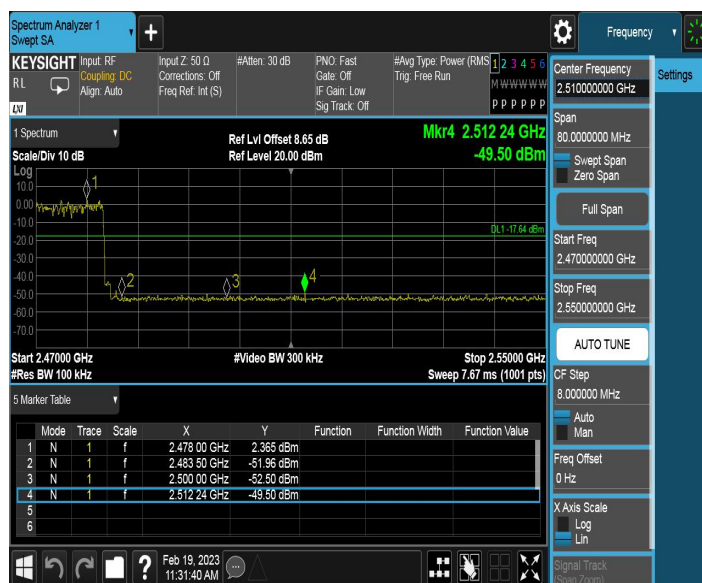 Spectrum Analyzer 1
Swept SA
+
Frequency
KEYSIGHT
RL
LXI
Input: RF
Coupling: DC
Align: Auto
Input Z: 50 Ω
Corrections: Off
Freq Ref: Int (S)
#Atten: 30 dB
PNO: Fast
Gate: Off
IF Gain: Low
Sig Track: Off
#Avg Type: Power (RMS
Trig: Free Run
1 2 3 4 5 6
M W W W W W
P P P P P P
Center Frequency
2.510000000 GHz
Settings
Span
80.0000000 MHz
Swept Span
Zero Span
Full Span
Start Freq
2.470000000 GHz
Stop Freq
2.550000000 GHz
AUTO TUNE
CF Step
8.000000 MHz
Auto
Man
Freq Offset
0 Hz
X Axis Scale
Log
Lin
Signal Track
(Span Zoom)
1 Spectrum
Scale/Div 10 dB
Ref Lvl Offset 8.65 dB
Ref Level 20.00 dBm
Mkr4 2.512 24 GHz
-49.50 dBm
Log
10.0
0.00
-10.0
-20.0
-30.0
-40.0
-50.0
-60.0
-70.0
1
2
3
4
DL1 -17.64 dBm
Start 2.47000 GHz
#Res BW 100 kHz
#Video BW 300 kHz
Stop 2.55000 GHz
Sweep 7.67 ms (1001 pts)
5 Marker Table
Mode Trace Scale X Y Function Function Width Function Value
1 N 1 f 2.478 00 GHz 2.365 dBm
2 N 1 f 2.483 50 GHz -51.96 dBm
3 N 1 f 2.500 00 GHz -52.50 dBm
4 N 1 f 2.512 24 GHz -49.50 dBm
5
6
?
Feb 19, 2023
11:31:40 AM